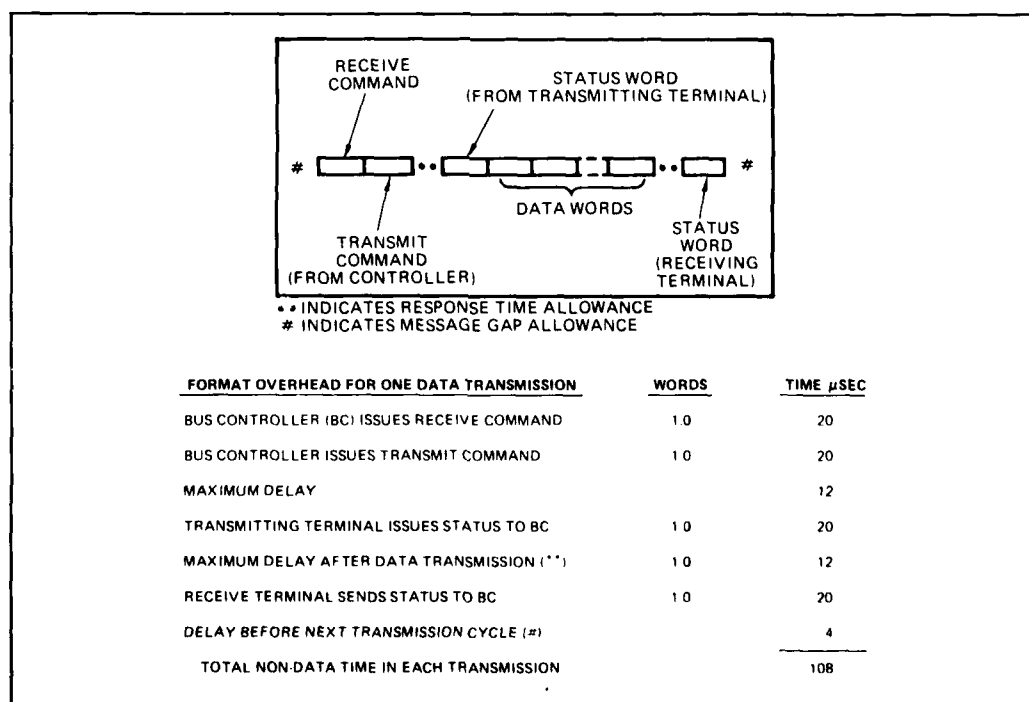 RECEIVE
COMMAND
STATUS WORD
(FROM TRANSMITTING TERMINAL)
#
••
••
#
DATA WORDS
TRANSMIT
COMMAND
(FROM CONTROLLER)
STATUS
WORD
(RECEIVING
TERMINAL)
•• INDICATES RESPONSE TIME ALLOWANCE
# INDICATES MESSAGE GAP ALLOWANCE
FORMAT OVERHEAD FOR ONE DATA TRANSMISSION WORDS TIME μSEC
BUS CONTROLLER (BC) ISSUES RECEIVE COMMAND 1.0 20
BUS CONTROLLER ISSUES TRANSMIT COMMAND 1 0 20
MAXIMUM DELAY 12
TRANSMITTING TERMINAL ISSUES STATUS TO BC 1 0 20
MAXIMUM DELAY AFTER DATA TRANSMISSION (**) 1 0 12
RECEIVE TERMINAL SENDS STATUS TO BC 1 0 20
DELAY BEFORE NEXT TRANSMISSION CYCLE (#) 4
TOTAL NON-DATA TIME IN EACH TRANSMISSION 108